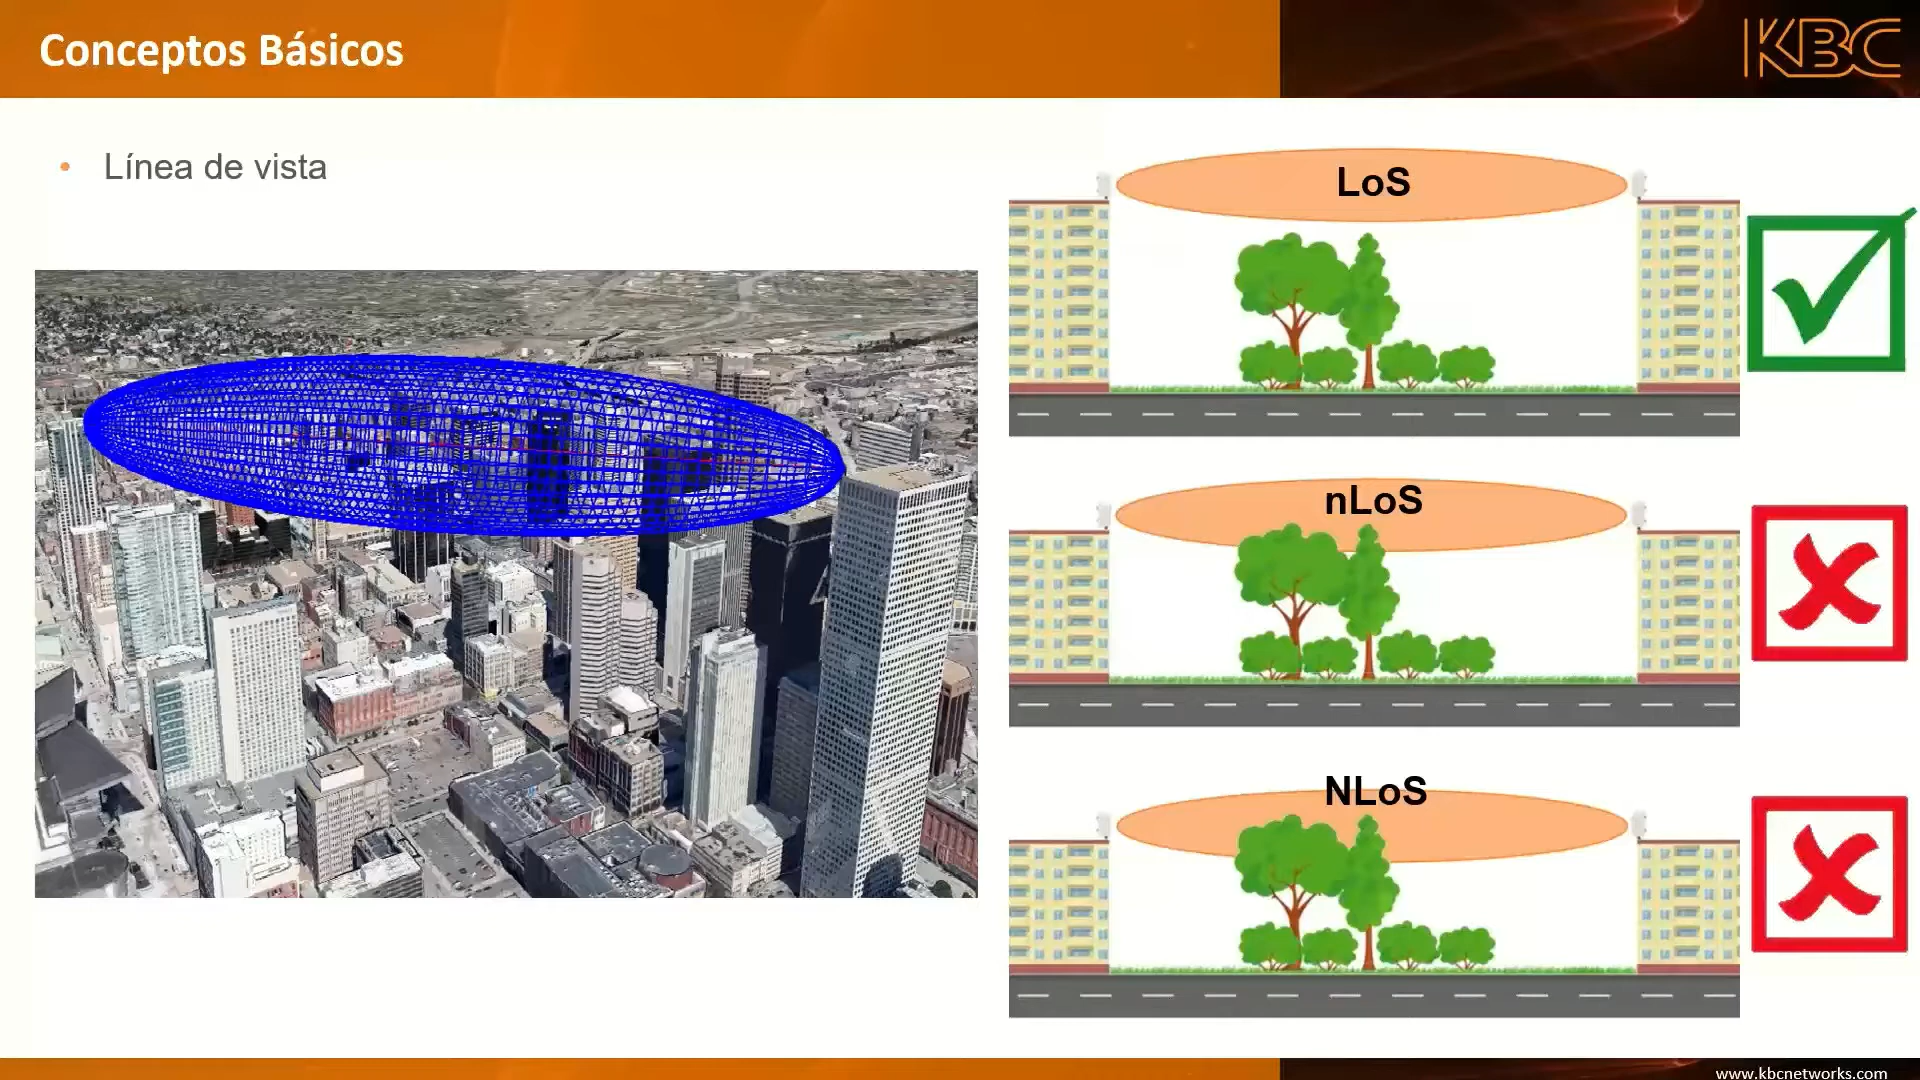 Conceptos Básicos
KBC
• Línea de vista
LoS
nLoS
NLoS
www.kbcnetworks.com